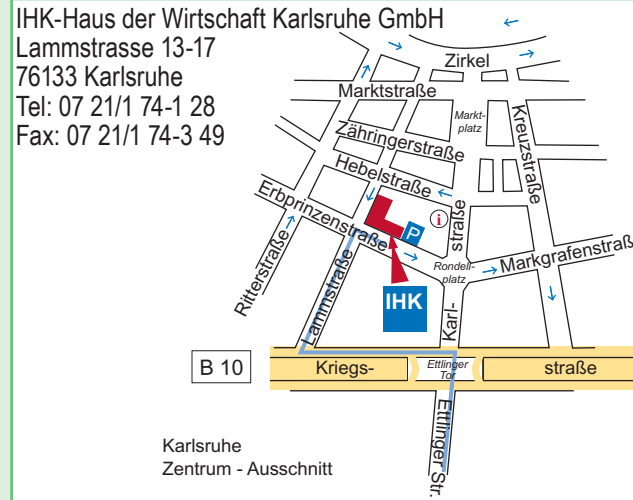 IHK-Haus der Wirtschaft Karlsruhe GmbH
Lammstrasse 13-17
76133 Karlsruhe
Tel: 07 21/1 74-1 28
Fax: 07 21/1 74-3 49
Zirkel
Marktstraße
Markt-
platz
Kreuzstraße
Zähringerstraße
Hebelstraße
Erbprinzenstraße
i
P
straße
Rondell-
platz
Markgrafenstraß
Ritterstraße
Lammstraße
IHK
Karl-
B 10
Kriegs-
Ettlinger
Tor
straße
Ettlinger Str.
Karlsruhe
Zentrum - Ausschnitt